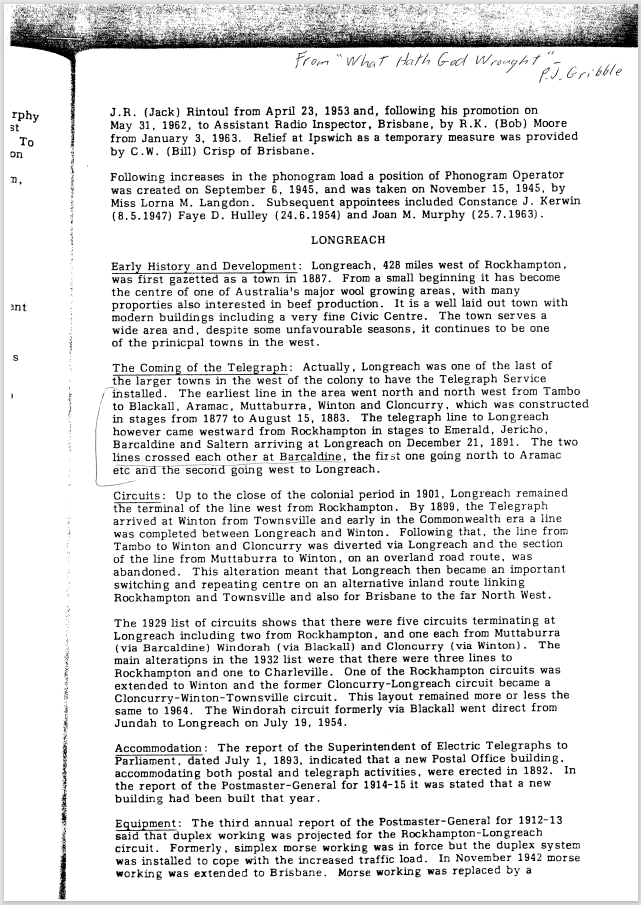 From "What Hath God Wrought"
P.J. Gribble
rphy
st
To
on
n,
ent
s
)
J.R. (Jack) Rintoul from April 23, 1953 and, following his promotion on
May 31, 1962, to Assistant Radio Inspector, Brisbane, by R.K. (Bob) Moore
from January 3, 1963. Relief at Ipswich as a temporary measure was provided
by C.W. (Bill) Crisp of Brisbane.
Following increases in the phonogram load a position of Phonogram Operator
was created on September 6, 1945, and was taken on November 15, 1945, by
Miss Lorna M. Langdon. Subsequent appointees included Constance J. Kerwin
(8.5.1947) Faye D. Hulley (24.6.1954) and Joan M. Murphy (25.7.1963).
LONGREACH
Early History and Development: Longreach, 428 miles west of Rockhampton,
was first gazetted as a town in 1887. From a small beginning it has become
the centre of one of Australia's major wool growing areas, with many
properties also interested in beef production. It is a well laid out town with
modern buildings including a very fine Civic Centre. The town serves a
wide area and, despite some unfavourable seasons, it continues to be one
of the prinicpal towns in the west.
The Coming of the Telegraph: Actually, Longreach was one of the last of
the larger towns in the west of the colony to have the Telegraph Service
installed. The earliest line in the area went north and north west from Tambo
to Blackall, Aramac, Muttaburra, Winton and Cloncurry, which was constructed
in stages from 1877 to August 15, 1883. The telegraph line to Longreach
however came westward from Rockhampton in stages to Emerald, Jericho,
Barcaldine and Saltern arriving at Longreach on December 21, 1891. The two
lines crossed each other at Barcaldine, the first one going north to Aramac
etc and the second going west to Longreach.
Circuits: Up to the close of the colonial period in 1901, Longreach remained
the terminal of the line west from Rockhampton. By 1899, the Telegraph
arrived at Winton from Townsville and early in the Commonwealth era a line
was completed between Longreach and Winton. Following that, the line from
Tambo to Winton and Cloncurry was diverted via Longreach and the section
of the line from Muttaburra to Winton, on an overland road route, was
abandoned. This alteration meant that Longreach then became an important
switching and repeating centre on an alternative inland route linking
Rockhampton and Townsville and also for Brisbane to the far North West.
The 1929 list of circuits shows that there were five circuits terminating at
Longreach including two from Rockhampton, and one each from Muttaburra
(via Barcaldine) Windorah (via Blackall) and Cloncurry (via Winton). The
main alterations in the 1932 list were that there were three lines to
Rockhampton and one to Charleville. One of the Rockhampton circuits was
extended to Winton and the former Cloncurry-Longreach circuit became a
Cloncurry-Winton-Townsville circuit. This layout remained more or less the
same to 1964. The Windorah circuit formerly via Blackall went direct from
Jundah to Longreach on July 19, 1954.
Accommodation: The report of the Superintendent of Electric Telegraphs to
Parliament, dated July 1, 1893, indicated that a new Postal Office building,
accommodating both postal and telegraph activities, were erected in 1892. In
the report of the Postmaster-General for 1914-15 it was stated that a new
building had been built that year.
Equipment: The third annual report of the Postmaster-General for 1912-13
said that duplex working was projected for the Rockhampton-Longreach
circuit. Formerly, simplex morse working was in force but the duplex system
was installed to cope with the increased traffic load. In November 1942 morse
working was extended to Brisbane. Morse working was replaced by a